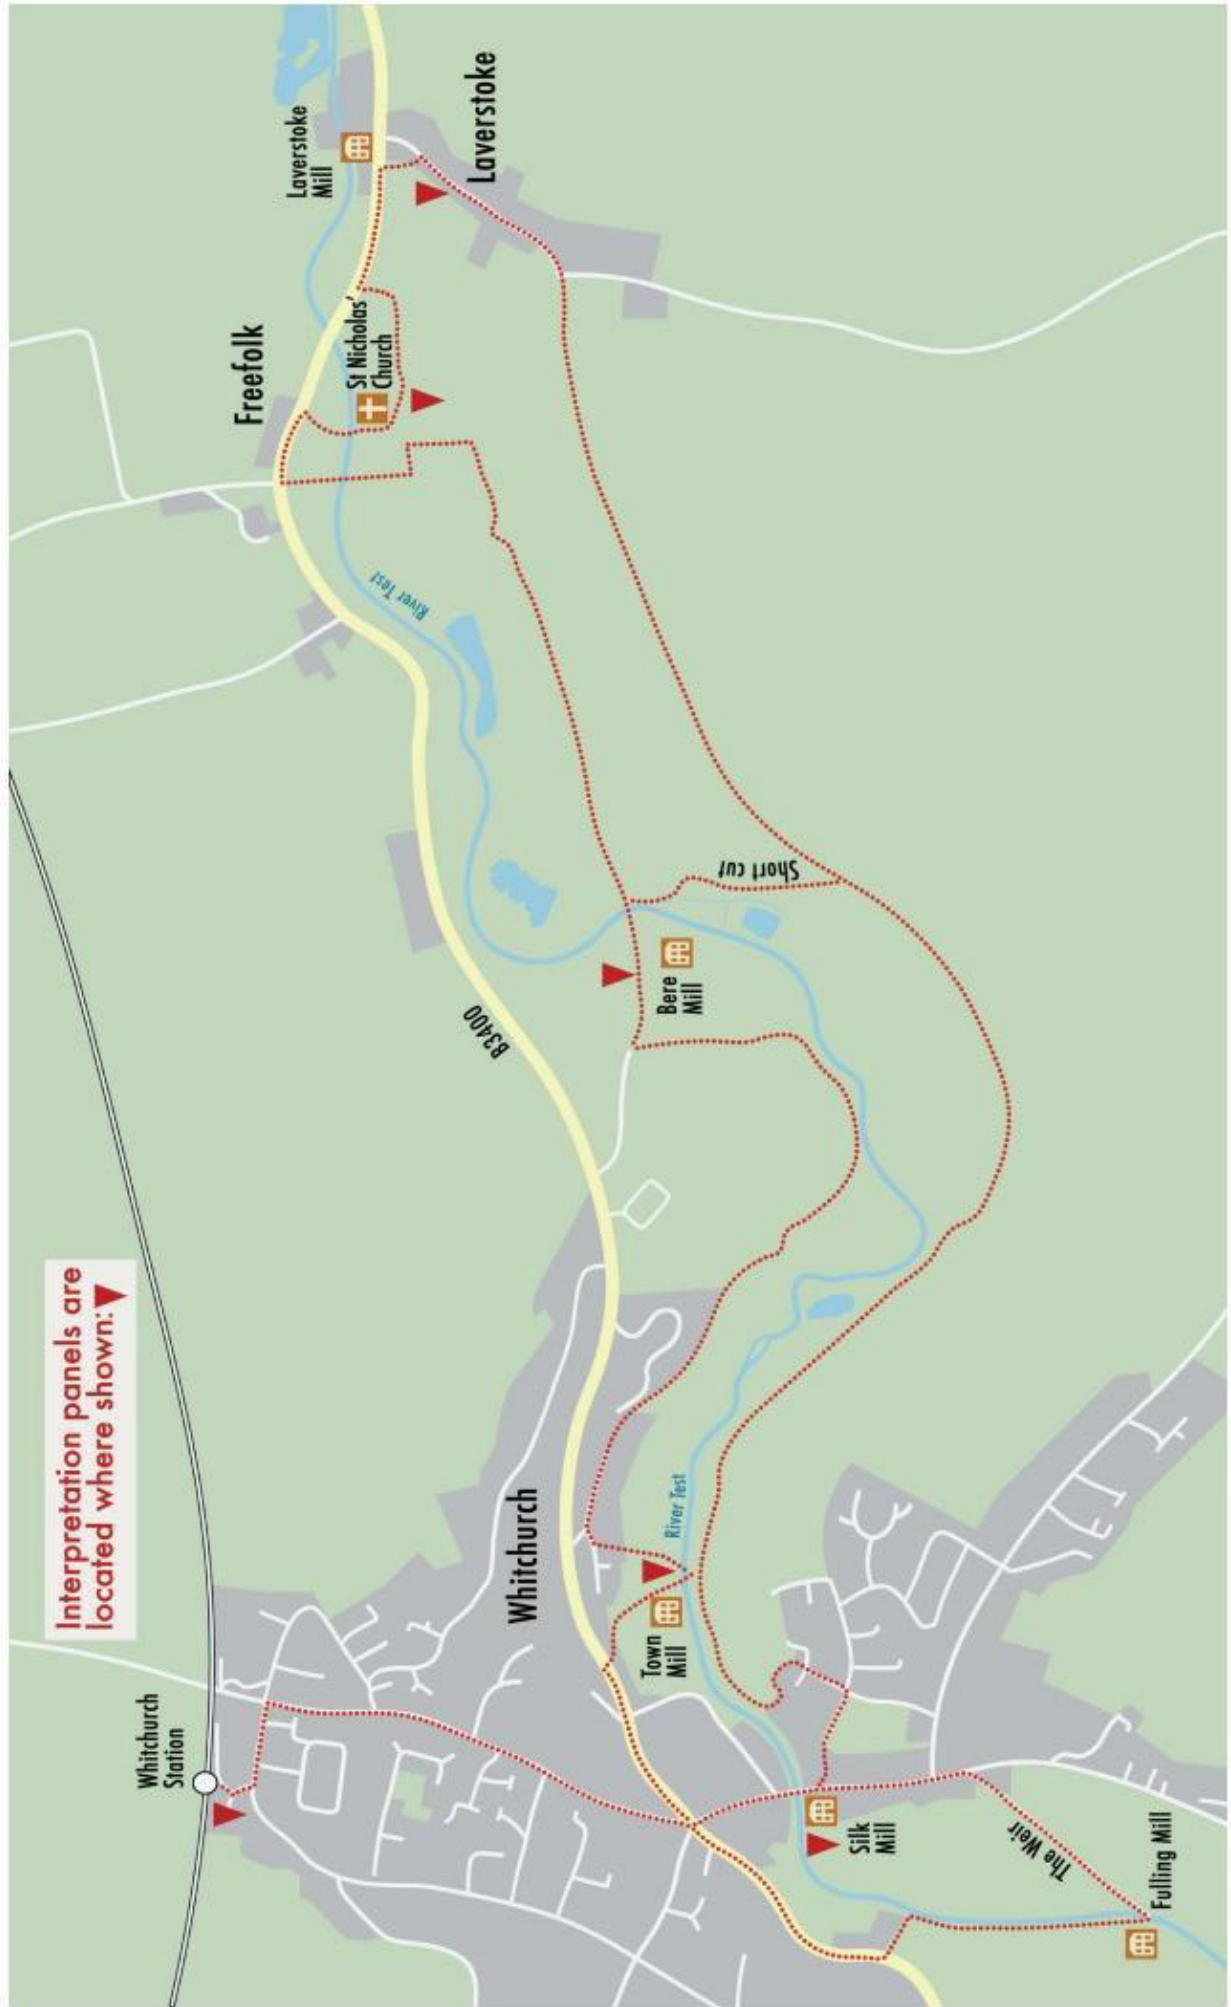 Interpretation panels are
located where shown:
Whitchurch
Station
Whitchurch
Town
Mill
River Test
Silk
Mill
The Weir
Fulling Mill
B3400
Bere
Mill
Short cut
River Test
Freefolk
St Nicholas'
Church
Laverstoke
Mill
Laverstoke